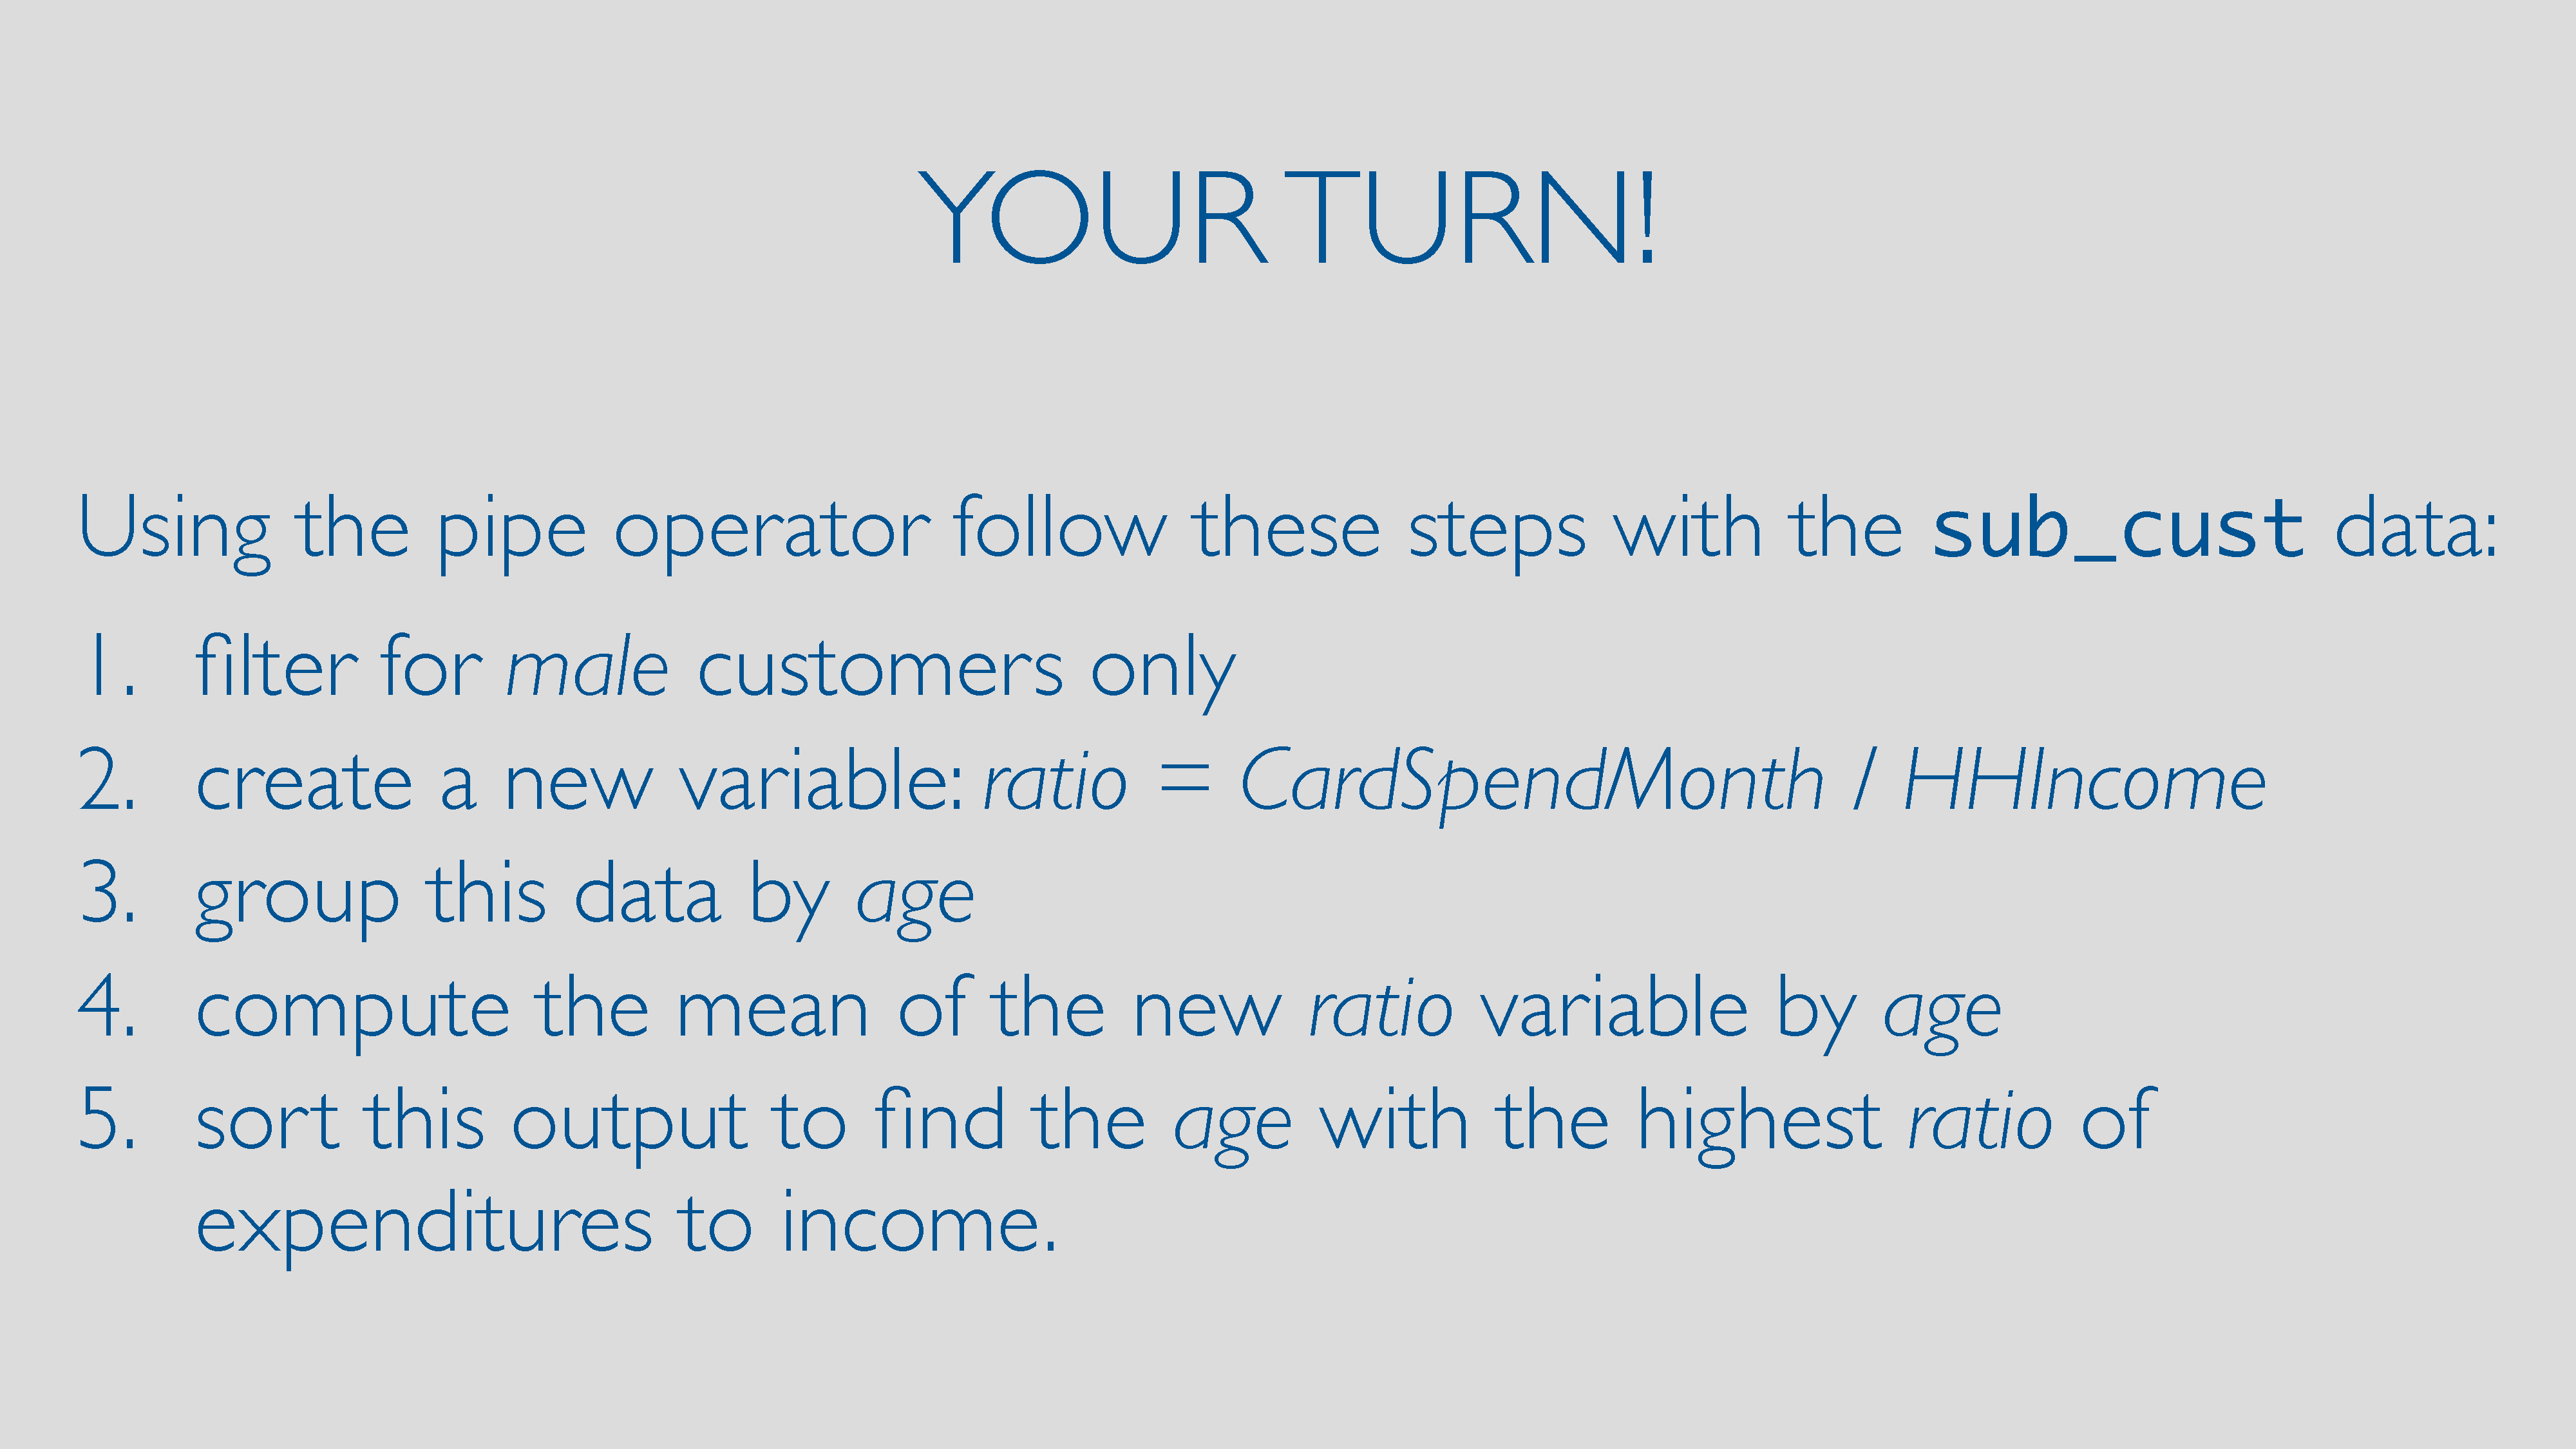 YOUR TURN!
Using the pipe operator follow these steps with the sub_cust data:
1. filter for male customers only
2. create a new variable: ratio = CardSpendMonth / HHIncome
3. group this data by age
4. compute the mean of the new ratio variable by age
5. sort this output to find the age with the highest ratio of
expenditures to income.